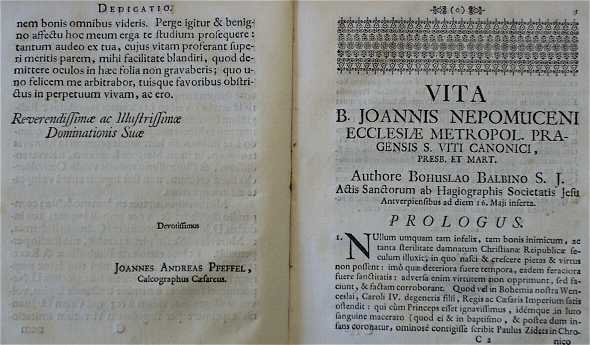 DEDICATIO.
nem bonis omnibus videris. Perge igitur & benig-
no affectu hoc meum erga te studium prosequere:
tantum audeo ex tua, cujus vitam proferant supe-
ri meritis parem, mihi facilitate blandiri, quod de-
mittere oculos in hæc folia non gravaberis; quo u-
no felicem me arbitrabor, tuisque favoribus obstri-
ctus in perpetuum vivam, ac ero.
Reverendissimæ ac Illustrissimæ
Dominationis Suæ
Devotissimus
JOANNES ANDREAS PFEFFEL,
Calcographus Cæsareus.
(o)
VITA
B. JOANNIS NEPOMUCENI
ECCLESIÆ METROPOL. PRA-
GENSIS S. VITI CANONICI,
PRESB. ET MART.
Authore BOHUSLAO BALBINO S. J.
Actis Sanctorum ab Hagiographis Societatis Jesu
Antverpiensibus ad diem 16. Maji inserta.
PROLOGUS.
1. NUllum umquam tam infelix, tam bonis inimicum, ac
tanta sterilitate damnatum Christianæ Reipublicæ se-
culum illuxit, in quo nasci & crescere pietas & virtus
non possent: imò quæ deteriora fuere tempora, eadem feraciora
fuere sanctitatis: adversa enim virtutem non opprimunt, sed fa-
ciunt, & factam corroborant. Quod vel in Bohemia nostra Wen-
ceslai, Caroli IV. degeneris filii, Regis ac Cæsaris Imperium satis
ostendit: qui cùm Princeps esset ignavissimus, idémque in luto
sanguine macerato (quod ei & in baptismo, & postea dum in-
fans coronatur, ominosè contigisse scribit Paulus Zideis in Chro-
C 2 nico